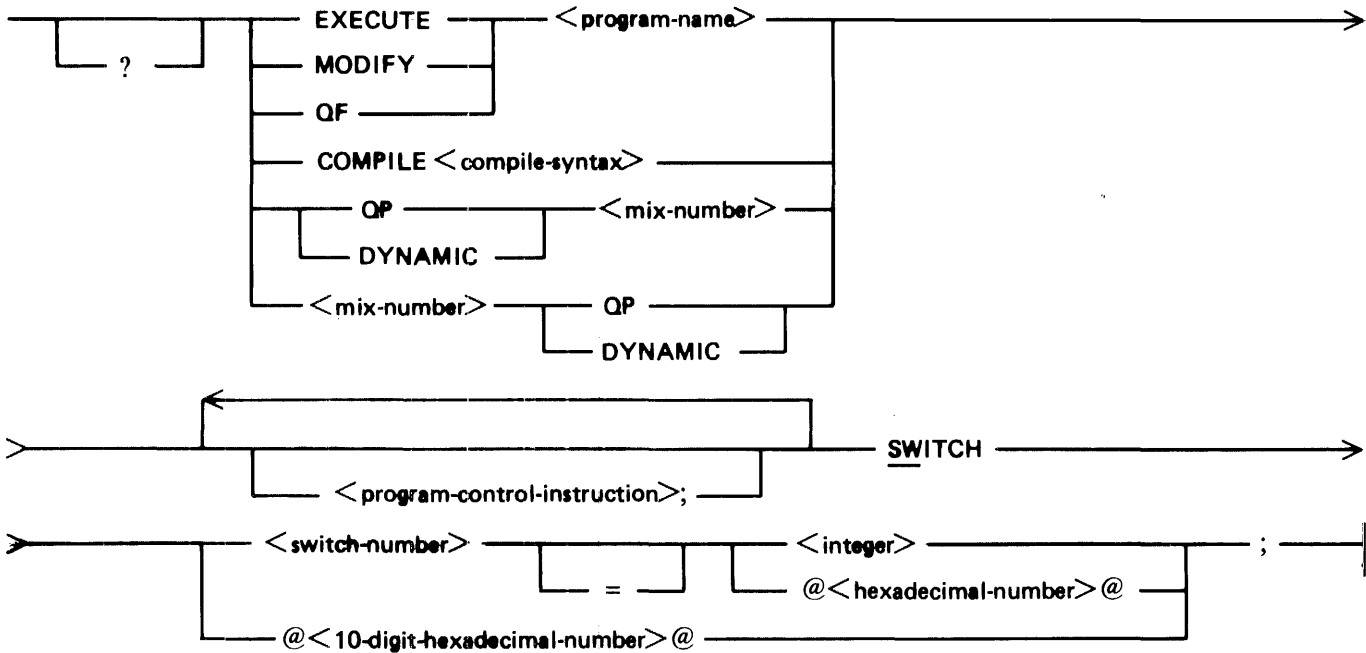 EXECUTE <program-name>
?
MODIFY
QF
COMPILE <compile-syntax>
QP <mix-number>
DYNAMIC
<mix-number> QP
DYNAMIC
SWITCH
<program-control-instruction>;
<switch-number> <integer> ;
= @<hexadecimal-number>@
@<10-digit-hexadecimal-number>@